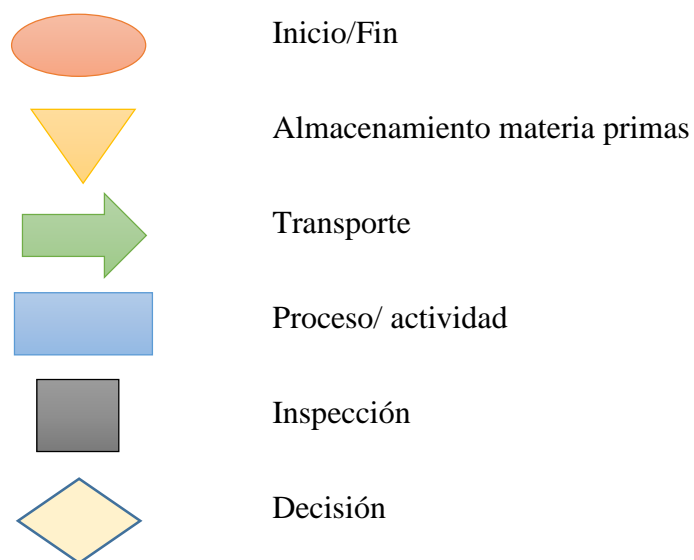 Inicio/Fin
Almacenamiento materia primas
Transporte
Proceso/ actividad
Inspección
Decisión